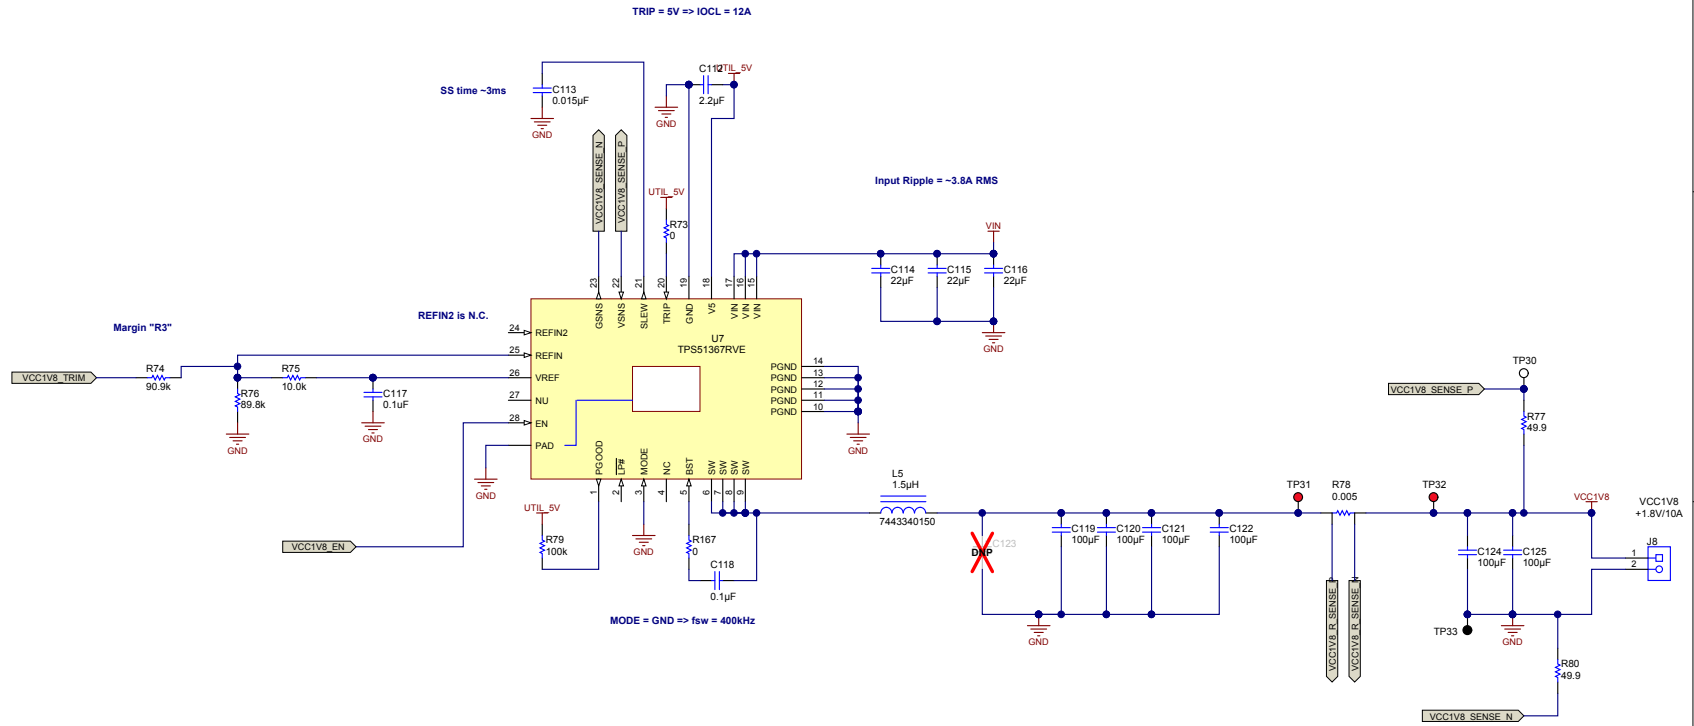 TRIP = 5V => IOCL = 12A
SS time ~3ms
C113
0.015µF
GND
C112
UTIL_5V
2.2µF
GND
VCC1V8_SENSE_N
VCC1V8_SENSE_P
UTIL_5V
R73
0
Input Ripple = ~3.8A RMS
VIN
C114
22µF
C115
22µF
C116
22µF
GND
23
22
21
20
19
18
17
16
15
GSNS
VSNS
SLEW
TRIP
GND
V5
VIN
VIN
VIN
REFIN2 is N.C.
Margin "R3"
U7
TPS51367RVE
24
REFIN2
25
REFIN
26
VREF
27
NU
28
EN
PAD
PGND
14
PGND
13
PGND
12
PGND
11
PGND
10
GND
VCC1V8_TRIM
R74
90.9k
R76
89.8k
GND
R75
10.0k
C117
0.1uF
GND
GND
PGOOD
LP#
MODE
NC
BST
SW
SW
SW
SW
1
2
3
4
5
6
7
8
9
UTIL_5V
R79
100k
VCC1V8_EN
GND
R167
0
C118
0.1µF
MODE = GND => fsw = 400kHz
L5
1.5µH
7443340150
C123
DNP
C119
100µF
C120
100µF
C121
100µF
C122
100µF
GND
TP31
R78
0.005
TP32
VCC1V8_R_SENSE_P
VCC1V8_R_SENSE_N
TP30
VCC1V8_SENSE_P
R77
49.9
VCC1V8
VCC1V8
+1.8V/10A
C124
100µF
C125
100µF
J8
1
2
TP33
GND
R80
49.9
VCC1V8_SENSE_N